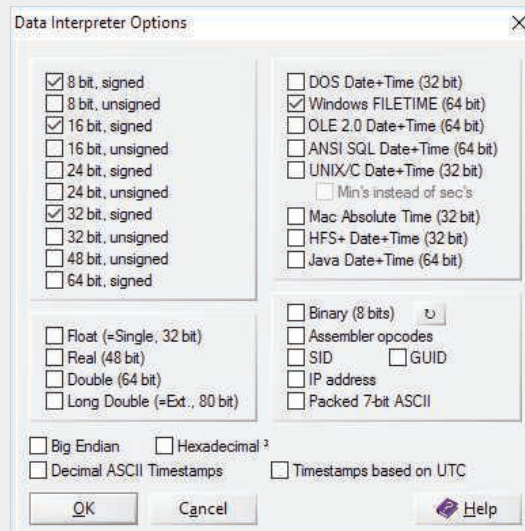 Data Interpreter Options
8 bit, signed
8 bit, unsigned
16 bit, signed
16 bit, unsigned
24 bit, signed
24 bit, unsigned
32 bit, signed
32 bit, unsigned
48 bit, unsigned
64 bit, signed
DOS Date+Time (32 bit)
Windows FILETIME (64 bit)
OLE 2.0 Date+Time (64 bit)
ANSI SQL Date+Time (64 bit)
UNIX/C Date+Time (32 bit)
Min's instead of sec's
Mac Absolute Time (32 bit)
HFS+ Date+Time (32 bit)
Java Date+Time (64 bit)
Float (=Single, 32 bit)
Real (48 bit)
Double (64 bit)
Long Double (=Ext., 80 bit)
Binary (8 bits)
Assembler opcodes
SID GUID
IP address
Packed 7-bit ASCII
Big Endian Hexadecimal ³
Decimal ASCII Timestamps Timestamps based on UTC
OK Cancel Help